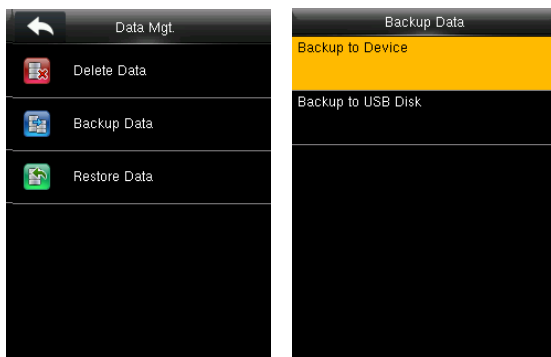 Data Mgt.
Delete Data
Backup Data
Restore Data
Backup Data
Backup to Device
Backup to USB Disk